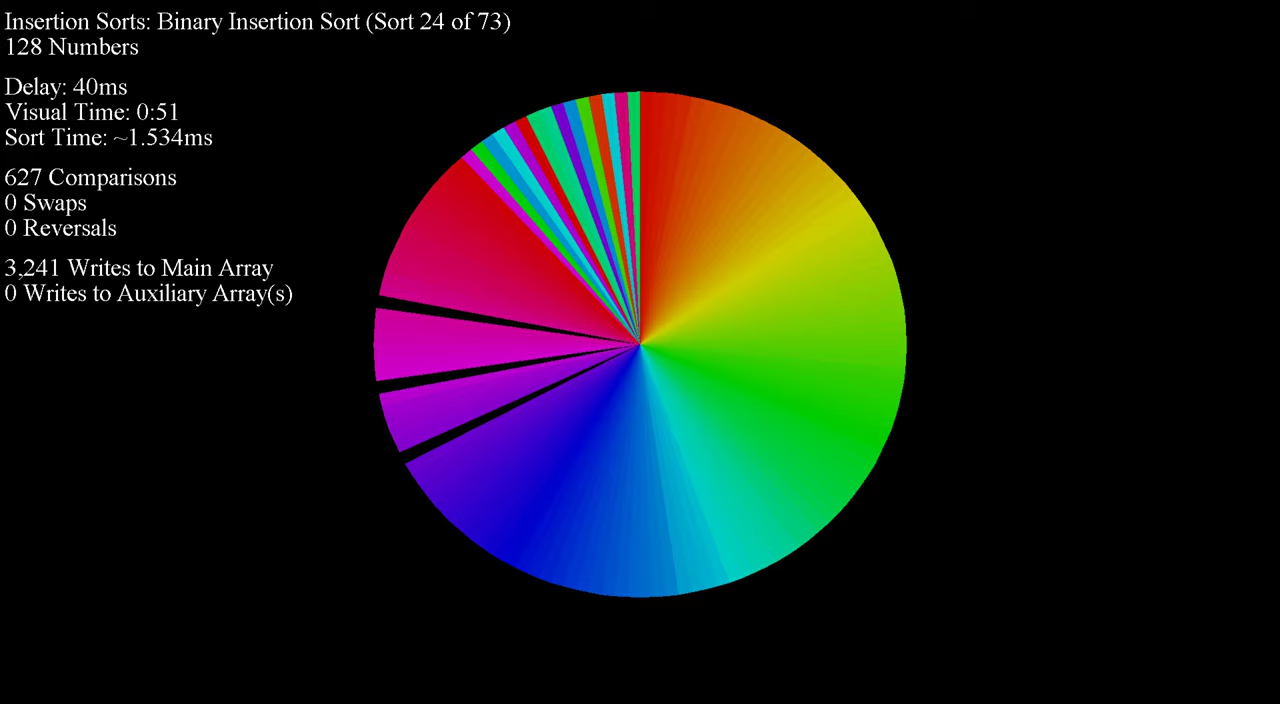 Insertion Sorts: Binary Insertion Sort (Sort 24 of 73)
128 Numbers
Delay: 40ms
Visual Time: 0:51
Sort Time: ~1.534ms
627 Comparisons
0 Swaps
0 Reversals
3,241 Writes to Main Array
0 Writes to Auxiliary Array(s)